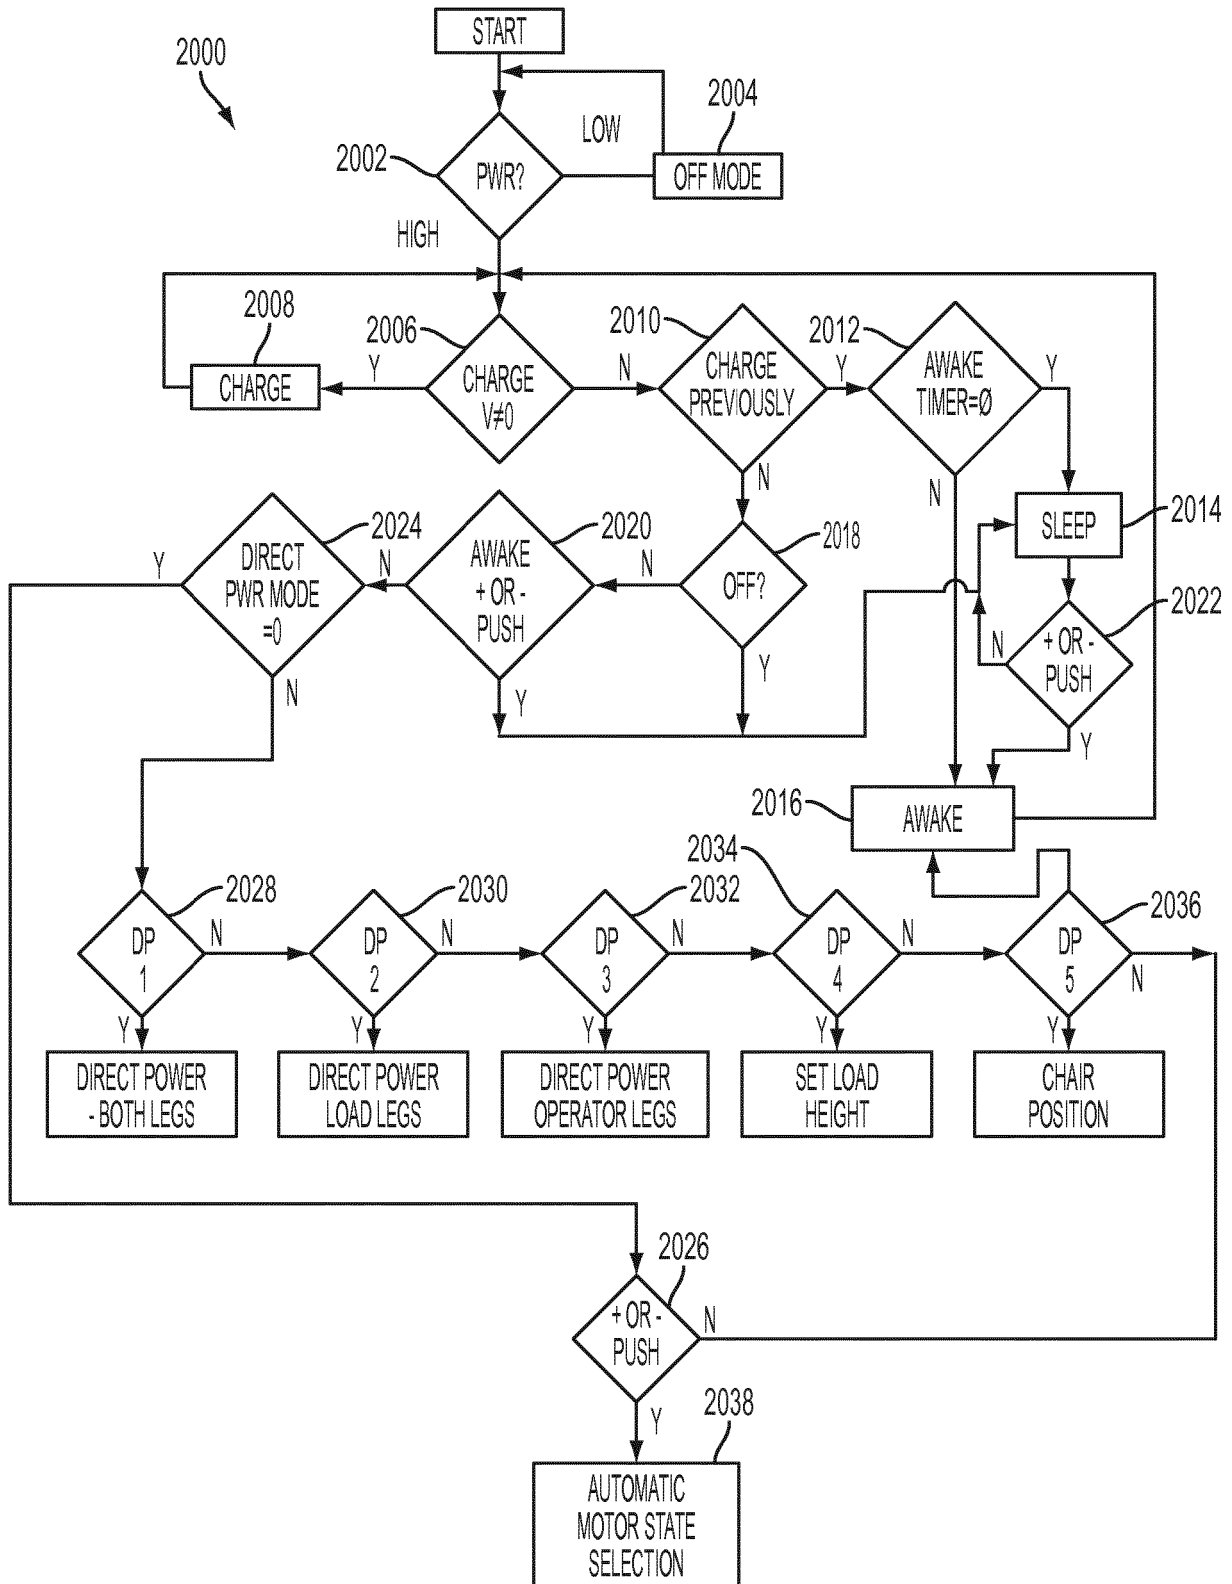 START
2000
2004
LOW
2002
PWR?
OFF MODE
HIGH
2008
2006
2010
2012
CHARGE
Y
CHARGE
V≠0
N
CHARGE
PREVIOUSLY
Y
AWAKE
TIMER=Ø
Y
N
N
2014
SLEEP
2024
2020
2018
2022
Y
DIRECT
PWR MODE
=0
N
AWAKE
+ OR -
PUSH
N
OFF?
N
+ OR -
PUSH
N
Y
Y
Y
2016
AWAKE
2028
2030
2032
2034
2036
DP
1
N
DP
2
N
DP
3
N
DP
4
N
DP
5
N
Y
Y
Y
Y
Y
DIRECT POWER
- BOTH LEGS
DIRECT POWER
LOAD LEGS
DIRECT POWER
OPERATOR LEGS
SET LOAD
HEIGHT
CHAIR
POSITION
2026
+ OR -
PUSH
N
Y
2038
AUTOMATIC
MOTOR STATE
SELECTION